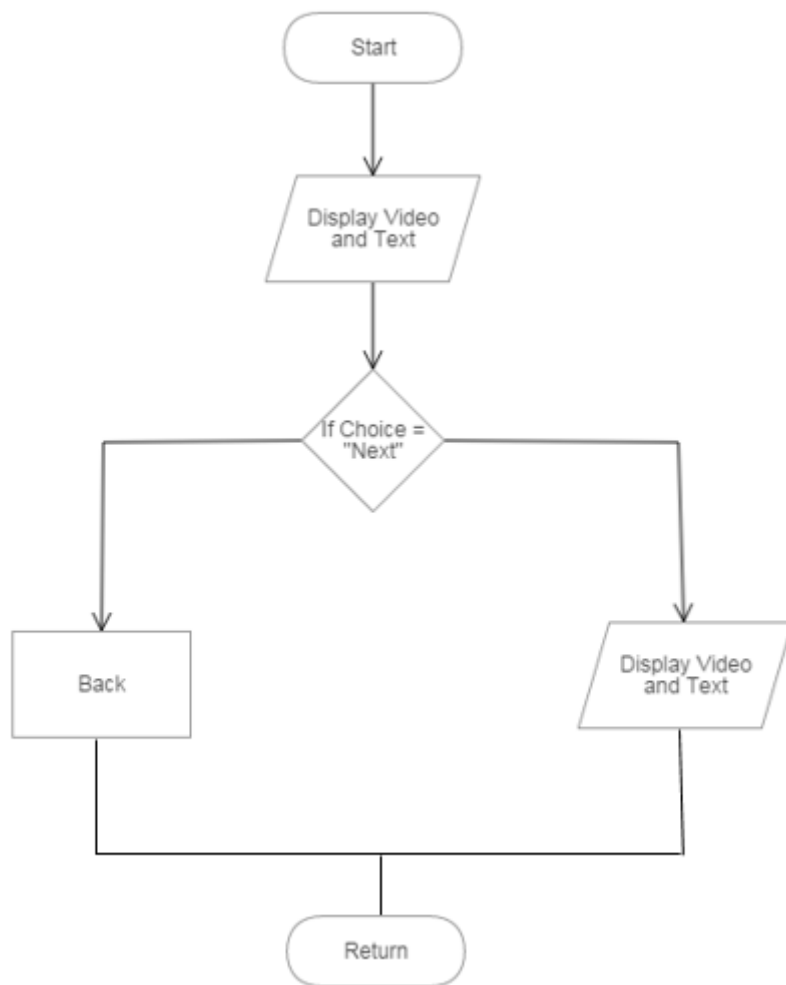 Start
Display Video
and Text
If Choice =
"Next"
Back
Display Video
and Text
Return